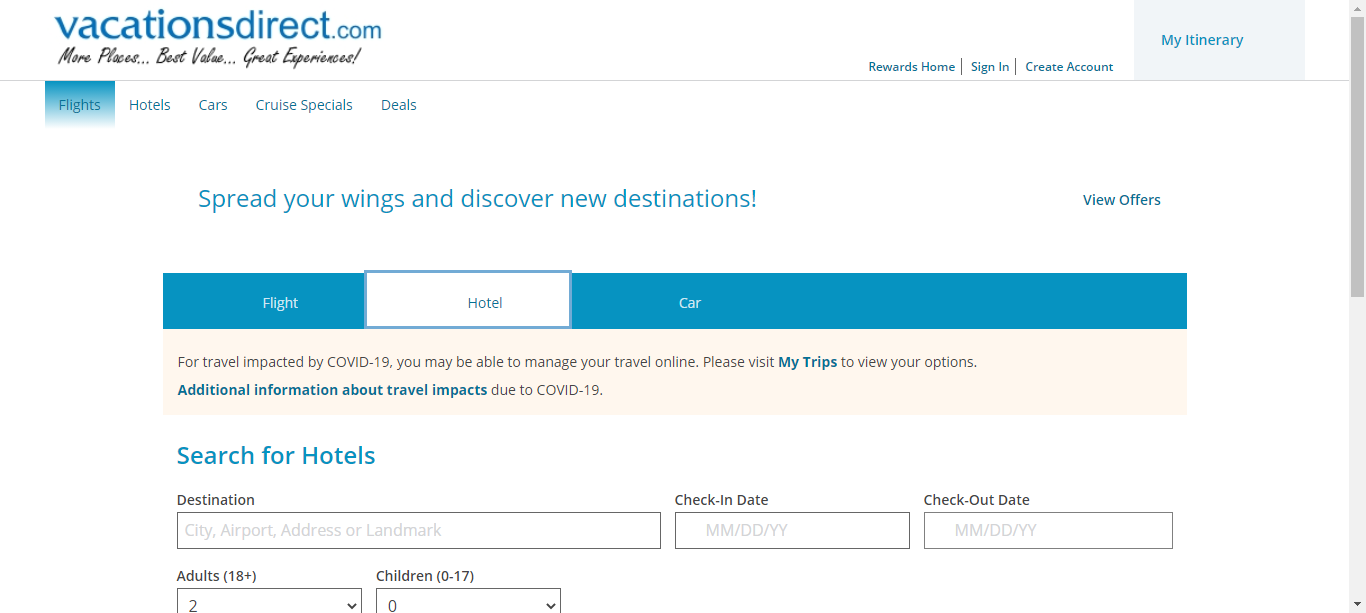 vacationsdirect.com
More Places... Best Value... Great Experiences!
My Itinerary
Rewards Home
Sign In
Create Account
Flights
Hotels
Cars
Cruise Specials
Deals
Spread your wings and discover new destinations!
View Offers
Flight
Hotel
Car
For travel impacted by COVID-19, you may be able to manage your travel online. Please visit My Trips to view your options.
Additional information about travel impacts due to COVID-19.
Search for Hotels
Destination
City, Airport, Address or Landmark
Check-In Date
MM/DD/YY
Check-Out Date
MM/DD/YY
Adults (18+)
2
Children (0-17)
0